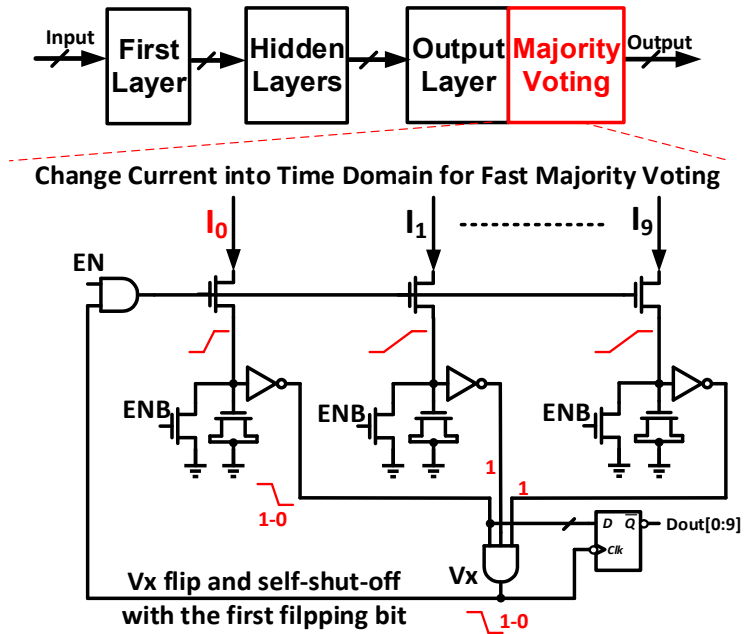 Input
First
Layer
Hidden
Layers
Output
Layer
Majority
Voting
Output
Change Current into Time Domain for Fast Majority Voting
I0
I1
I9
EN
ENB
ENB
ENB
1
1
1-0
D
Q
Clk
Dout[0:9]
Vx
Vx flip and self-shut-off
with the first filpping bit
1-0